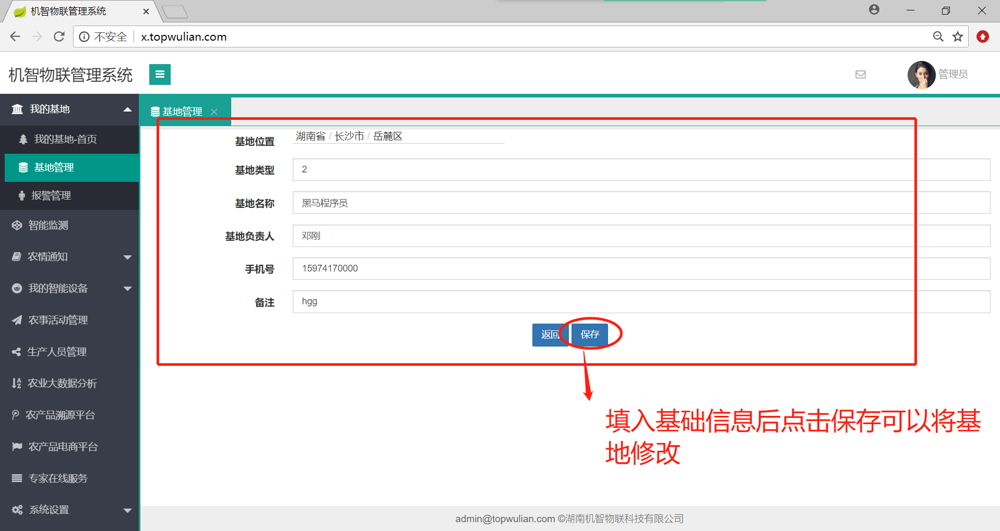 机智物联管理系统
不安全
x.topwulian.com
机智物联管理系统
管理员
我的基地
我的基地-首页
基地管理
报警管理
智能监测
农情通知
我的智能设备
农事活动管理
生产人员管理
农业大数据分析
农产品溯源平台
农产品电商平台
专家在线服务
系统设置
基地管理
基地位置 湖南省 / 长沙市 / 岳麓区
基地类型 2
基地名称 黑马程序员
基地负责人 邓刚
手机号 15974170000
备注 hgg
返回 保存
填入基础信息后点击保存可以将基
地修改
admin@topwulian.com ©湖南机智物联科技有限公司